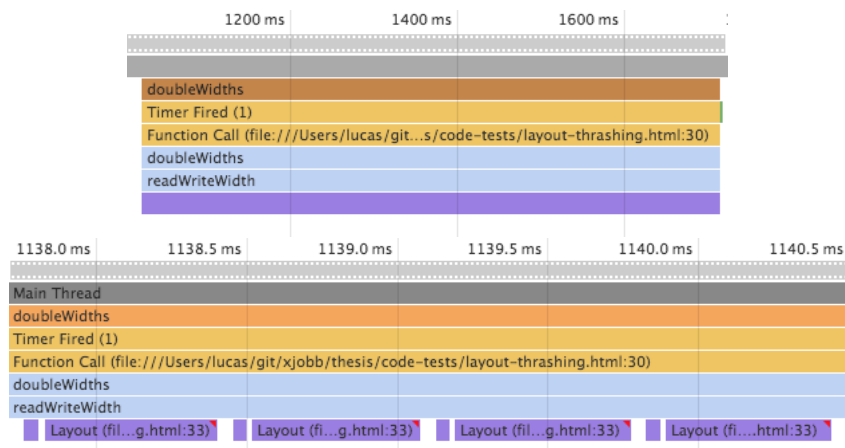 1200 ms 1400 ms 1600 ms
doubleWidths
Timer Fired (1)
Function Call (file:///Users/lucas/git...s/code-tests/layout-thrashing.html:30)
doubleWidths
readWriteWidth
1138.0 ms 1138.5 ms 1139.0 ms 1139.5 ms 1140.0 ms 1140.5 ms
Main Thread
doubleWidths
Timer Fired (1)
Function Call (file:///Users/lucas/git/xjobb/thesis/code-tests/layout-thrashing.html:30)
doubleWidths
readWriteWidth
Layout (fil...g.html:33) Layout (fi...g.html:33) Layout (fil...g.html:33) Layout (fi....html:33)